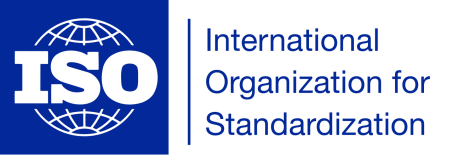 ISO
International
Organization for
Standardization